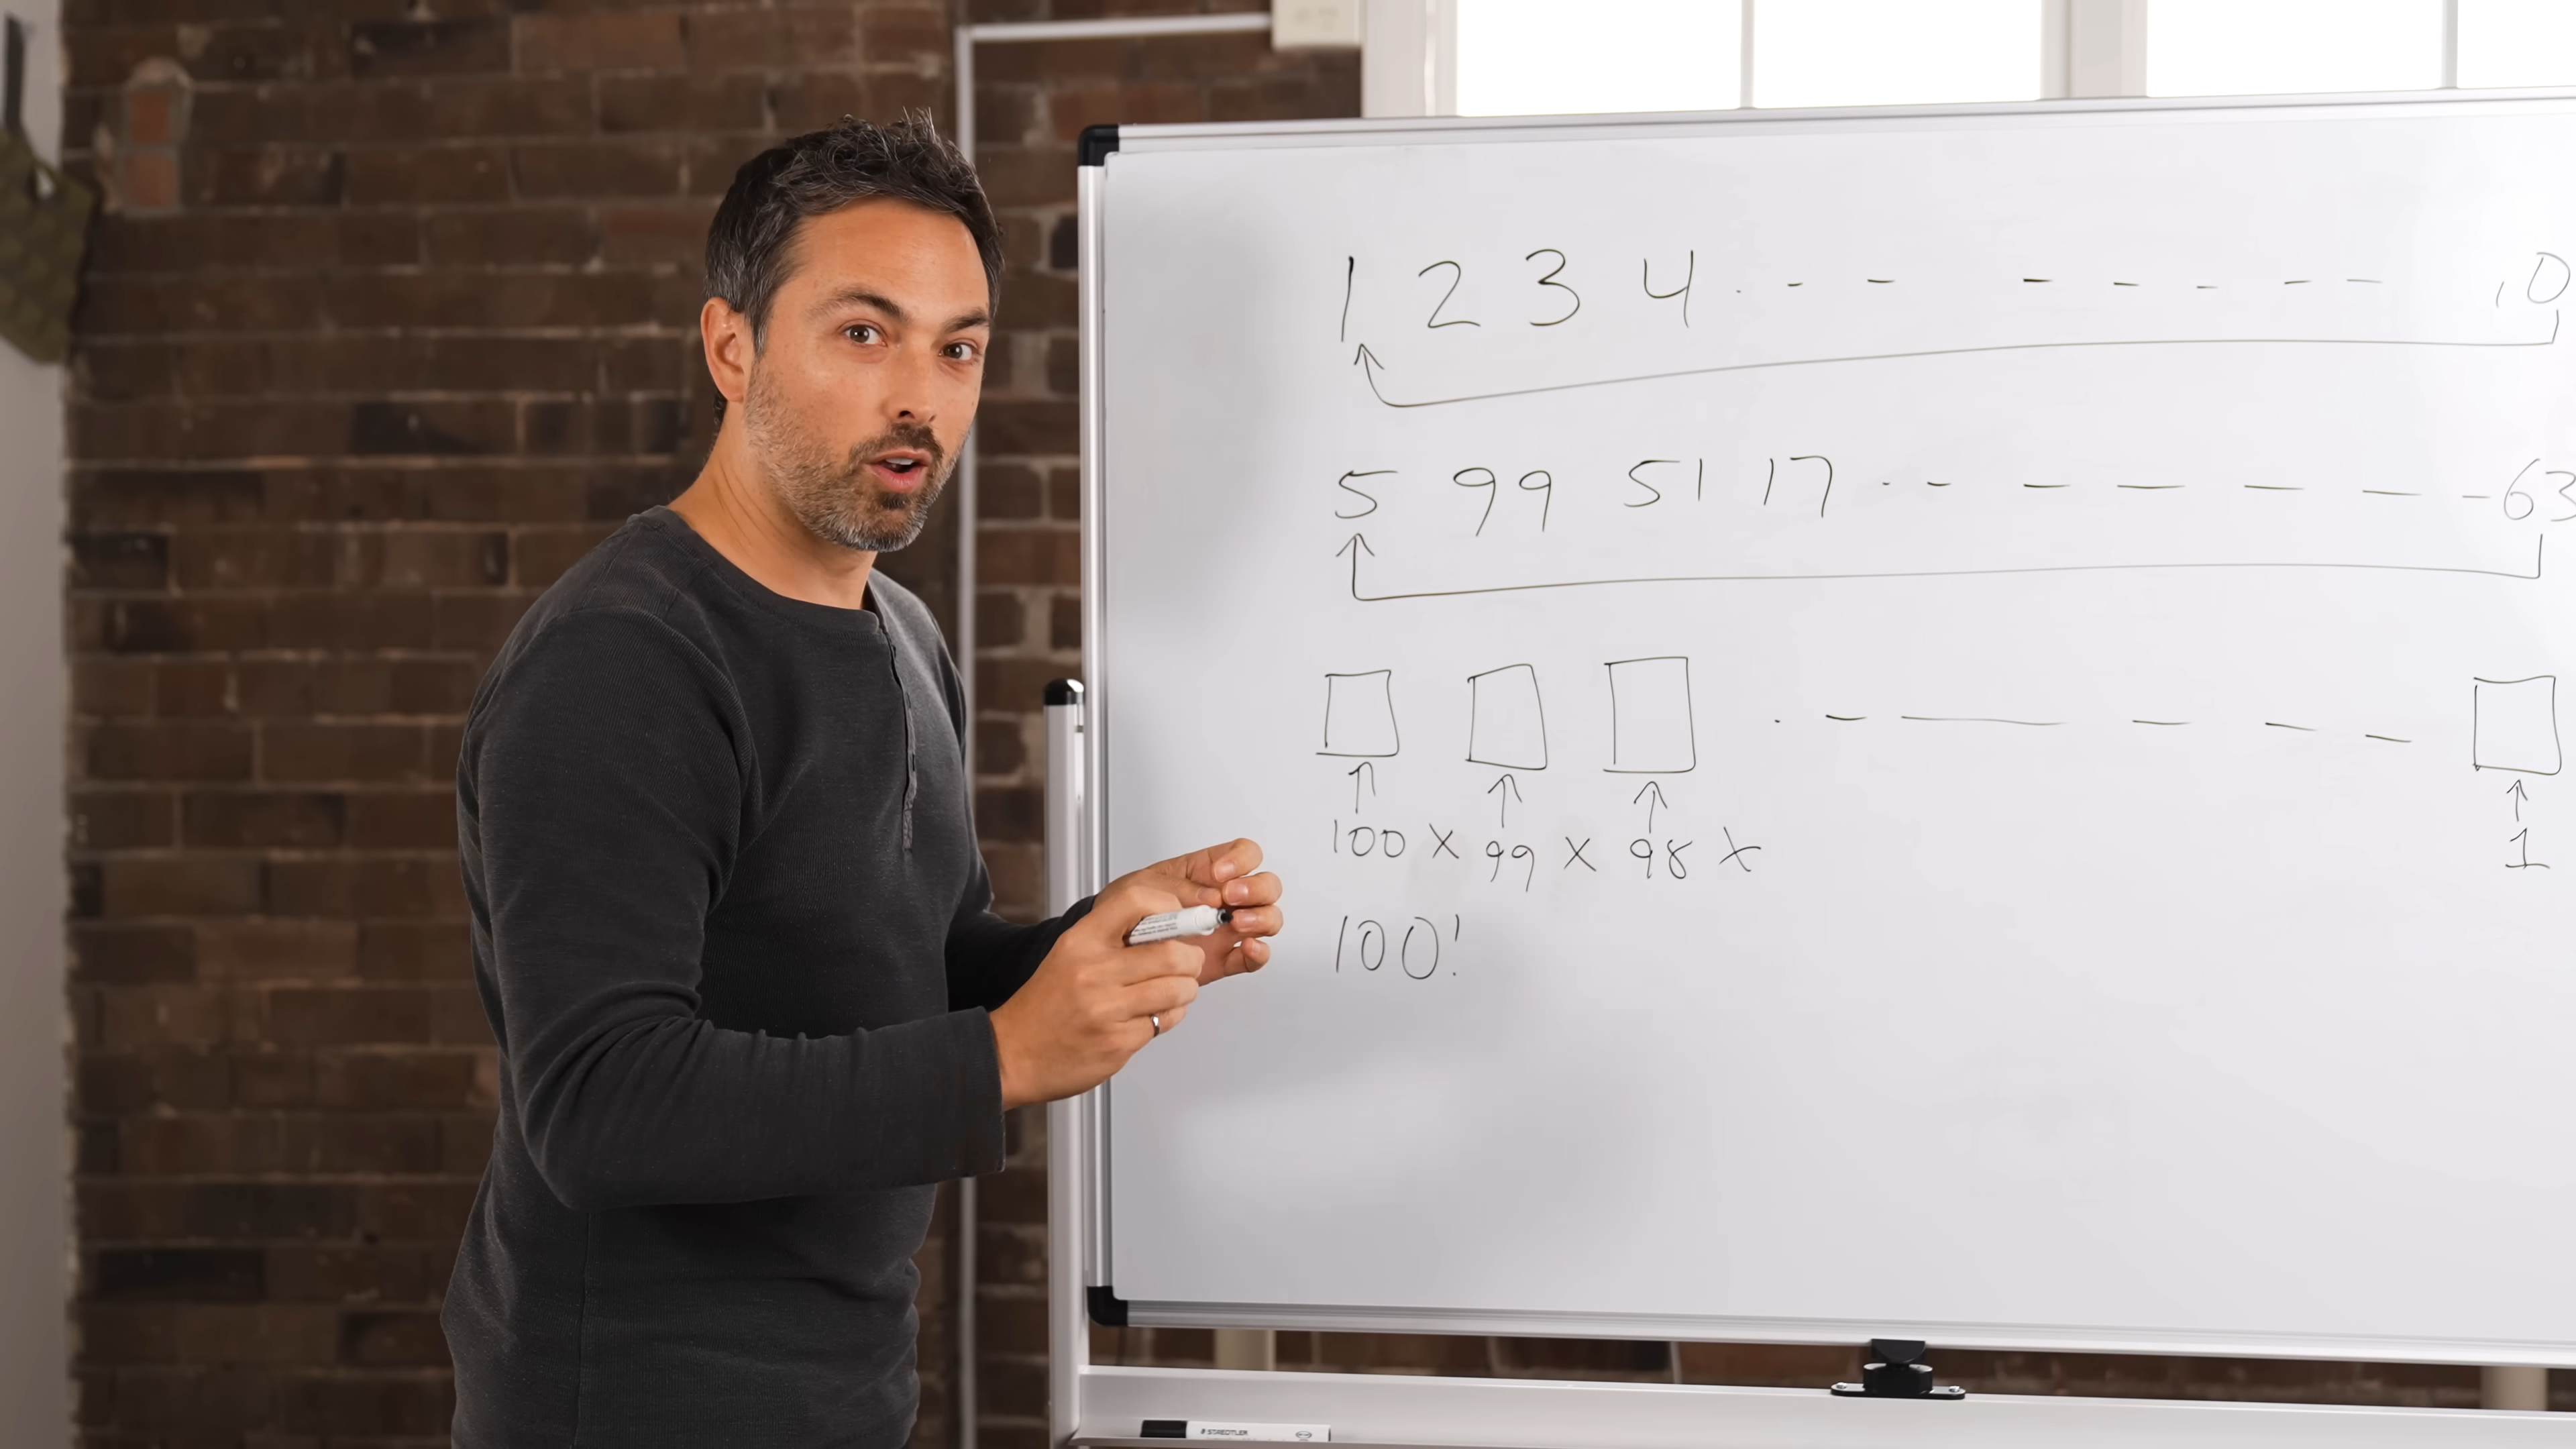 1 2 3 4 . - - - - - - - 10
5 99 51 17 . - - - - - - 63
100 x 99 x 98 x 1
100!
STAEDTLER